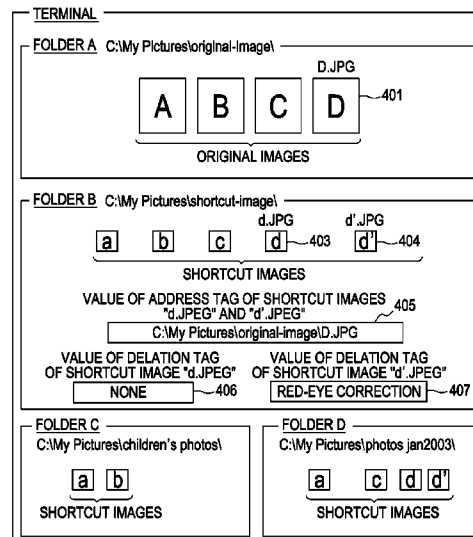 TERMINAL
FOLDER A C:\My Pictures\original-image\
D.JPG
A B C D 401
ORIGINAL IMAGES
FOLDER B C:\My Pictures\shortcut-image\
d.JPG d'.JPG
a b c d 403 d' 404
SHORTCUT IMAGES
VALUE OF ADDRESS TAG OF SHORTCUT IMAGES
"d.JPEG" AND "d'.JPEG" 405
C:\My Pictures\original-image\D.JPG
VALUE OF DELATION TAG
OF SHORTCUT IMAGE "d.JPEG"
NONE 406
VALUE OF DELATION TAG
OF SHORTCUT IMAGE "d'.JPEG"
RED-EYE CORRECTION 407
FOLDER C
C:\My Pictures\children's photos\
a b
SHORTCUT IMAGES
FOLDER D
C:\My Pictures\photos jan2003\
a c d d'
SHORTCUT IMAGES